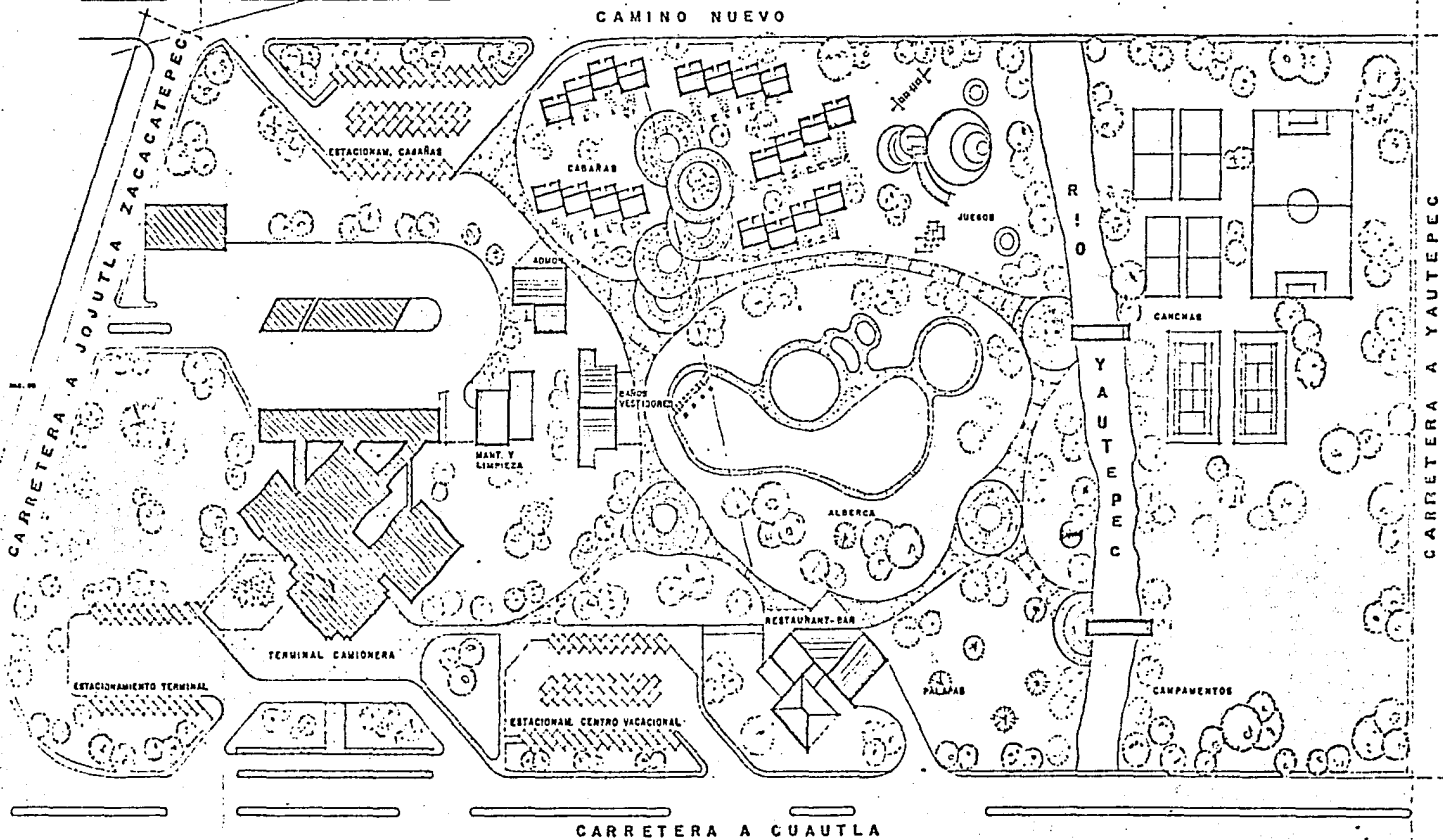 CAMINO NUEVO
CARRETERA A JOJUTLA ZACACATEPEC
ESTACIONAM. CABAÑAS
CABAÑAS
JUEGOS
RIO YAUTEPEC
CANCHAS
CARRETERA A YAUTEPEC
ADMON.
BAÑOS
VESTIDORES
MANT. Y
LIMPIEZA
ALBERCA
RESTAURANT-BAR
TERMINAL CAMIONERA
ESTACIONAMIENTO TERMINAL
ESTACIONAM. CENTRO VACACIONAL
PALAPAS
CAMPAMENTOS
CARRETERA A CUAUTLA